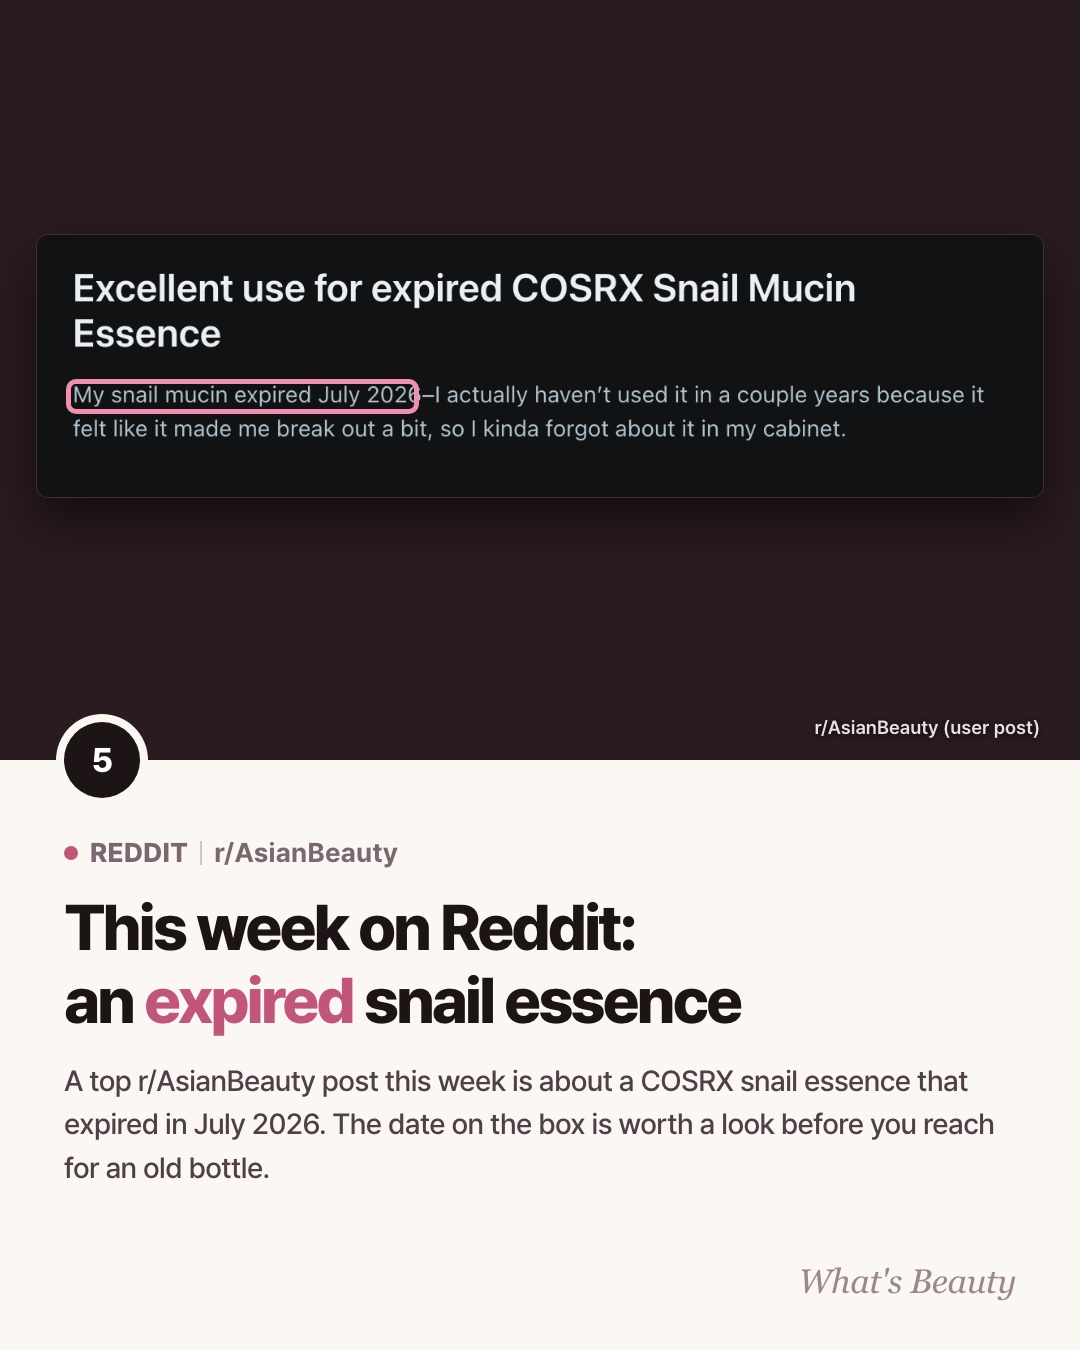 Excellent use for expired COSRX Snail Mucin
Essence
My snail mucin expired July 2026–I actually haven’t used it in a couple years because it
felt like it made me break out a bit, so I kinda forgot about it in my cabinet.
r/AsianBeauty (user post)
5
REDDIT | r/AsianBeauty
This week on Reddit:
an expired snail essence
A top r/AsianBeauty post this week is about a COSRX snail essence that
expired in July 2026. The date on the box is worth a look before you reach
for an old bottle.
What's Beauty